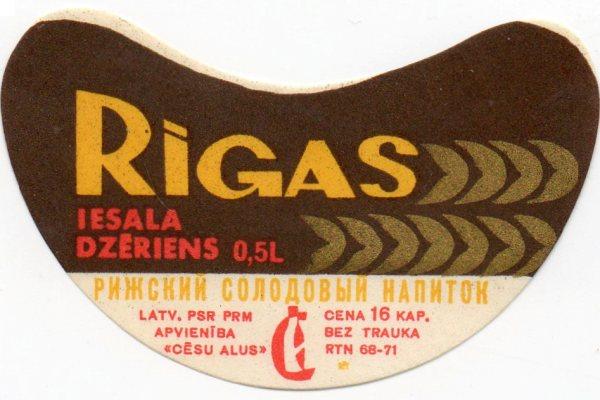 RIGAS
IESALA
DZĒRIENS 0,5L
РИЖСКИЙ СОЛОДОВЫЙ НАПИТОК
LATV. PSR PRM
APVIENĪBA
«CĒSU ALUS»
CENA 16 KAP.
BEZ TRAUKA
RTN 68-71